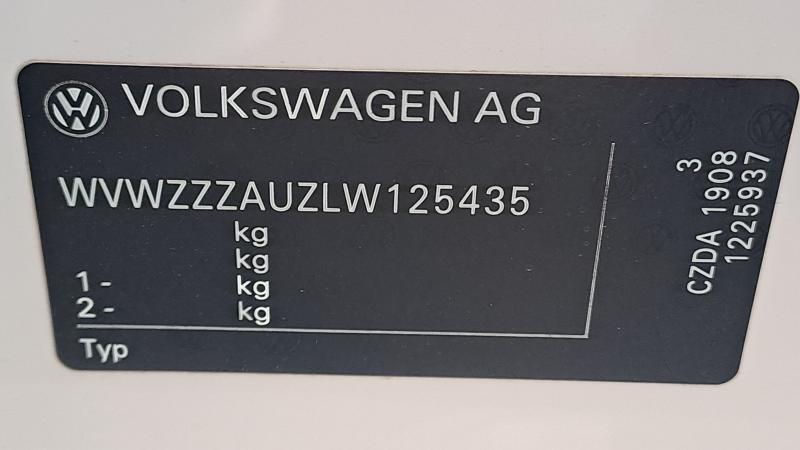 VOLKSWAGEN AG
WVWZZZAUZLW125435
kg
kg
1 - kg
2 - kg
Typ
3
CZDA 1908
1225937